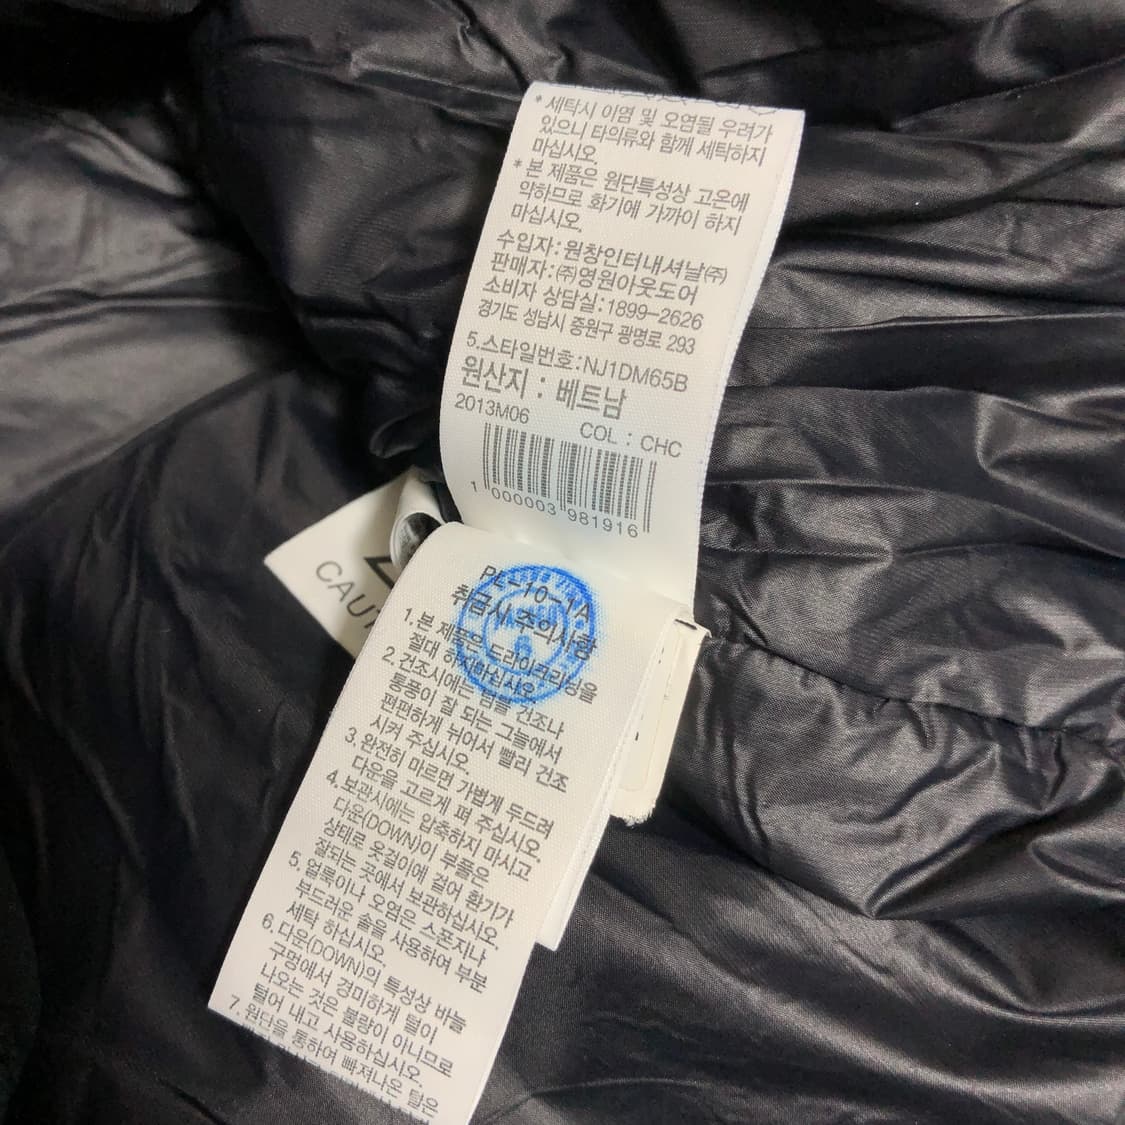 * 세탁시 이염 및 오염될 우려가
있으니 타의류와 함께 세탁하지
마십시오.
* 본 제품은 원단특성상 고온에
약하므로 화기에 가까이 하지
마십시오.
수입자:원창인터내셔날㈜
판매자:㈜영원아웃도어
소비자 상담실:1899-2626
경기도 성남시 중원구 광명로 293
5.스타일번호:NJ1DM65B
원산지 : 베트남
2013M06 COL : CHC
1 000003 981916
PL-10-1A
취급시 주의사항
1.본 제품은 드라이크리닝을
절대 하지마십시오
2.건조시에는 텀블 건조나
통풍이 잘 되는 그늘에서
편편하게 뉘어서 빨리 건조
시켜 주십시오.
3.완전히 마르면 가볍게 두드려
다운을 고르게 펴 주십시오.
4.보관시에는 압축하지 마시고
다운(DOWN)이 부풀은
상태로 옷걸이에 걸어 환기가
잘되는 곳에서 보관하십시오.
5.얼룩이나 오염은 스폰지나
부드러운 솔을 사용하여 부분
세탁 하십시오.
6.다운(DOWN)의 특성상 바늘
구멍에서 경미하게 털이
나오는 것은 불량이 아니므로
털어 내고 사용하십시오.
7.원단을 통하여 빠져나온 털은